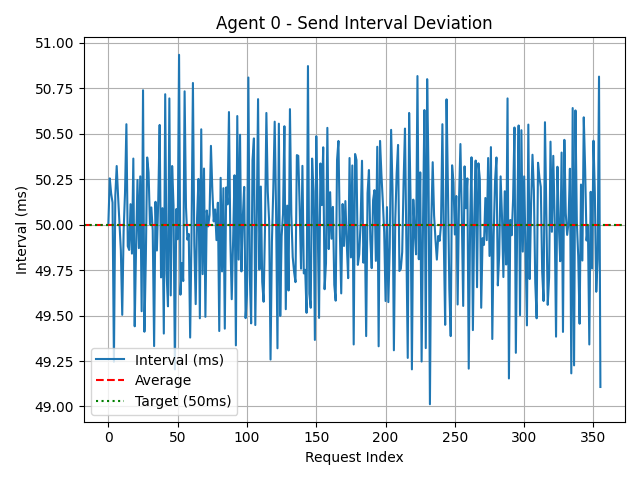 Agent 0 - Send Interval Deviation
51.00
50.75
50.50
50.25
50.00
49.75
49.50
49.25
49.00
Interval (ms)
Interval (ms)
Average
Target (50ms)
0 50 100 150 200 250 300 350
Request Index